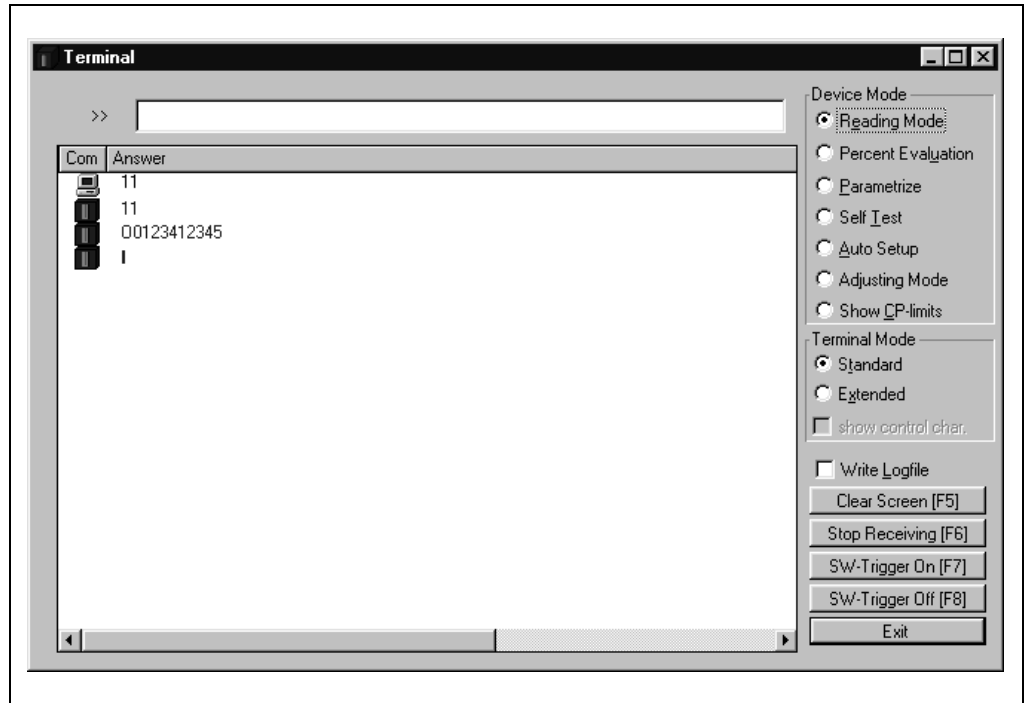 Terminal
>>
Com Answer
11
11
00123412345
I
Device Mode
Reading Mode
Percent Evaluation
Parametrize
Self Test
Auto Setup
Adjusting Mode
Show CP-limits
Terminal Mode
Standard
Extended
show control char.
Write Logfile
Clear Screen [F5]
Stop Receiving [F6]
SW-Trigger On [F7]
SW-Trigger Off [F8]
Exit